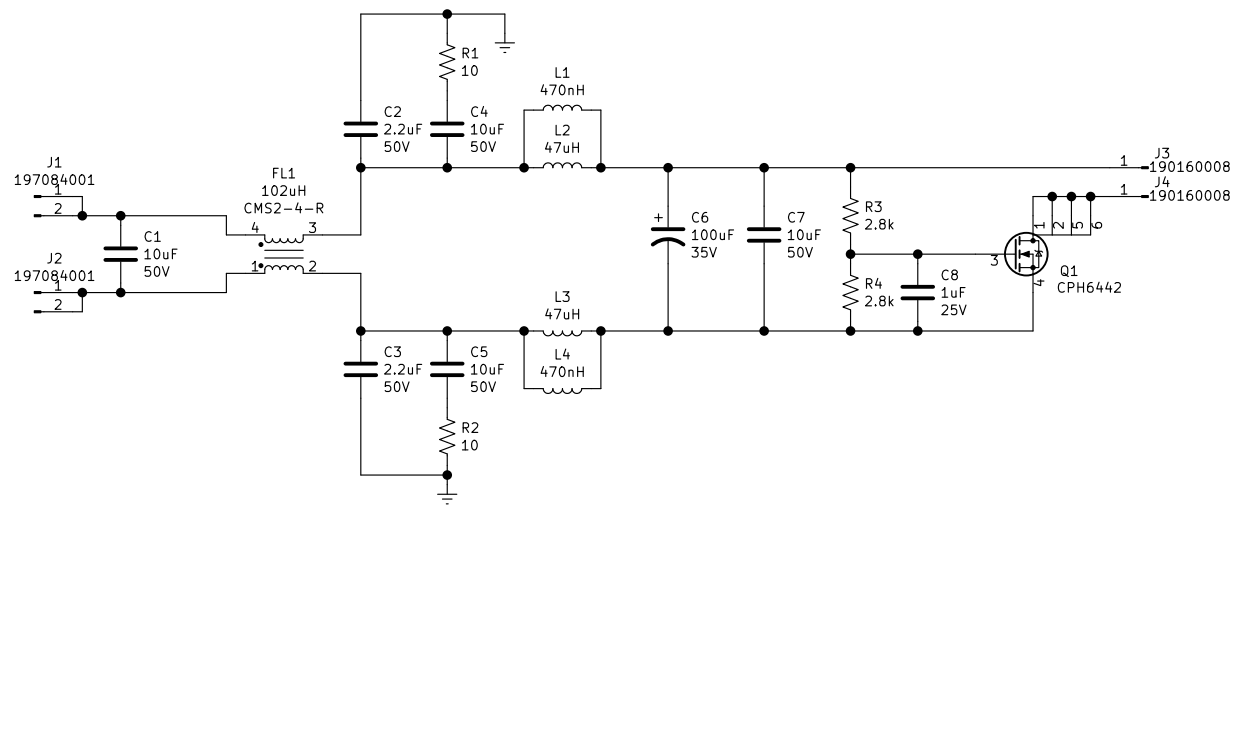 R1
10
C2
2.2uF
50V
C4
10uF
50V
L1
470nH
L2
47uH
J1
197084001
1
2
FL1
102uH
CMS2-4-R
4
3
1
2
C1
10uF
50V
J2
197084001
1
2
+
C6
100uF
35V
C7
10uF
50V
R3
2.8k
R4
2.8k
C8
1uF
25V
1
J3
190160008
1
J4
190160008
1
2
5
6
3
4
Q1
CPH6442
L3
47uH
L4
470nH
C3
2.2uF
50V
C5
10uF
50V
R2
10